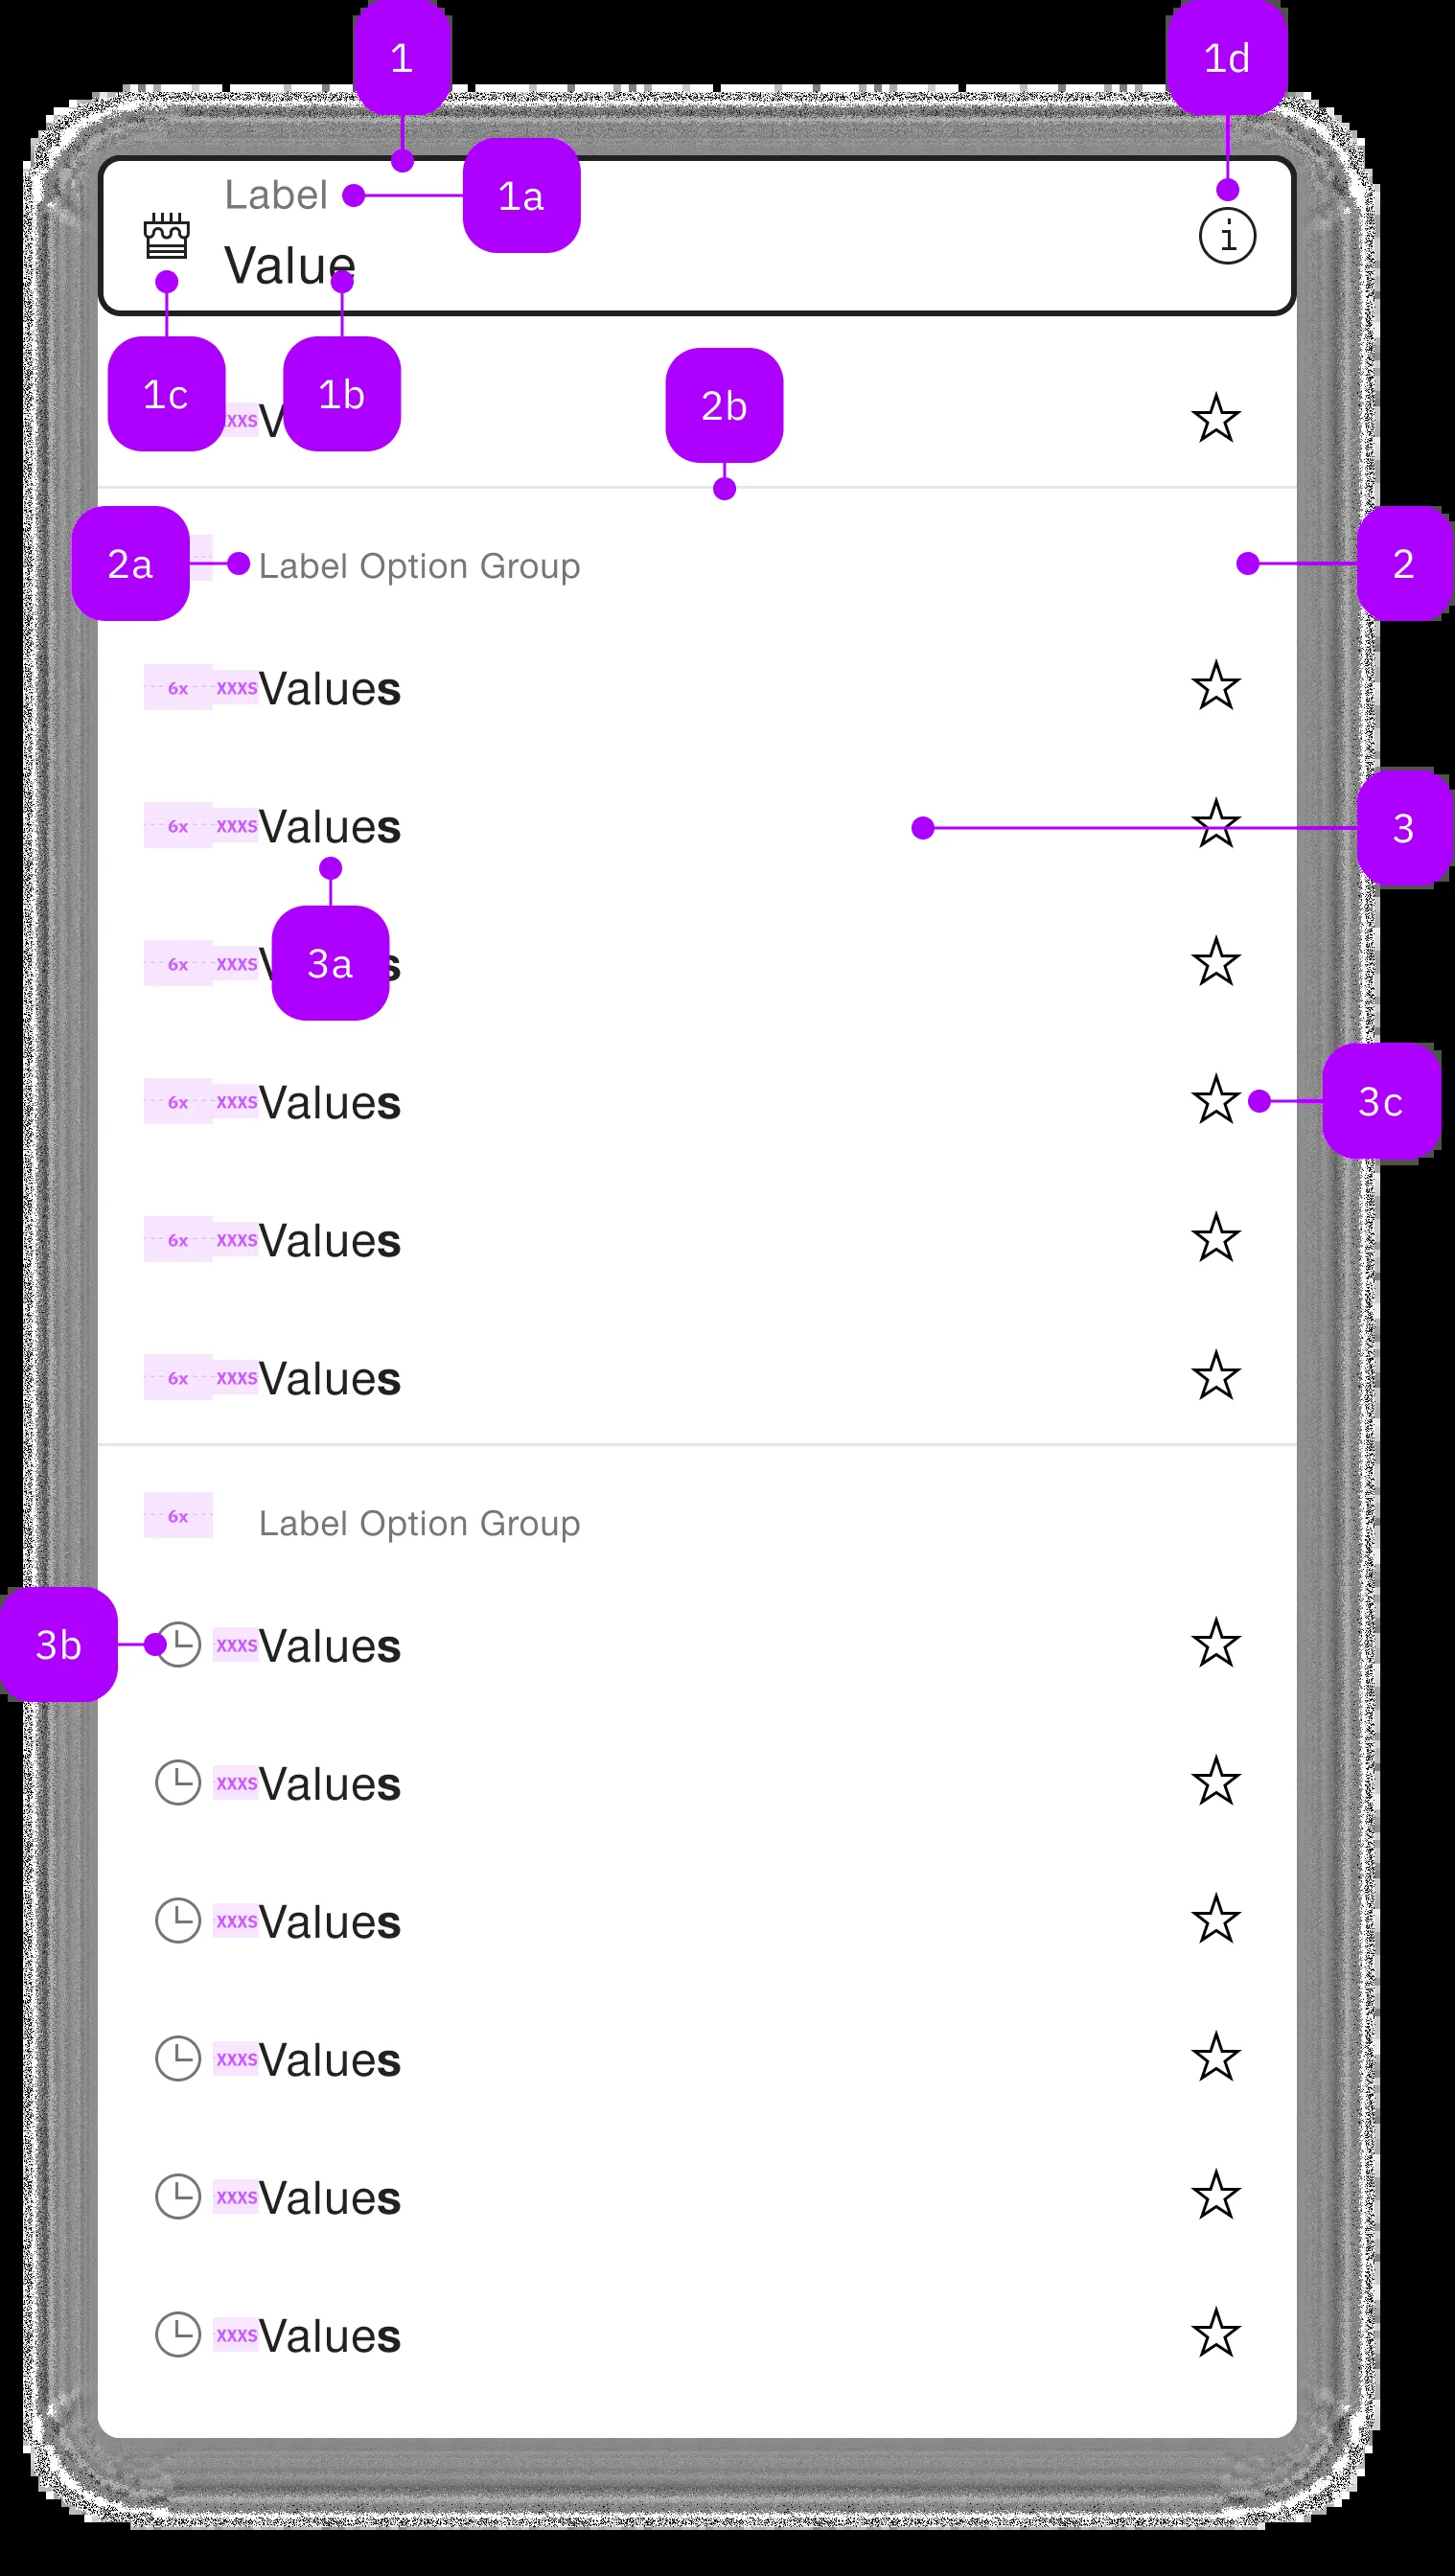 1
1d
Label
1a
i
Value
1c
1b
2b
XXXS V
2a
Label Option Group
2
6x XXXS Values
6x XXXS Values
3
6x XXXS
3a
s
6x XXXS Values
3c
6x XXXS Values
6x XXXS Values
6x
Label Option Group
3b
XXXS Values
XXXS Values
XXXS Values
XXXS Values
XXXS Values
XXXS Values